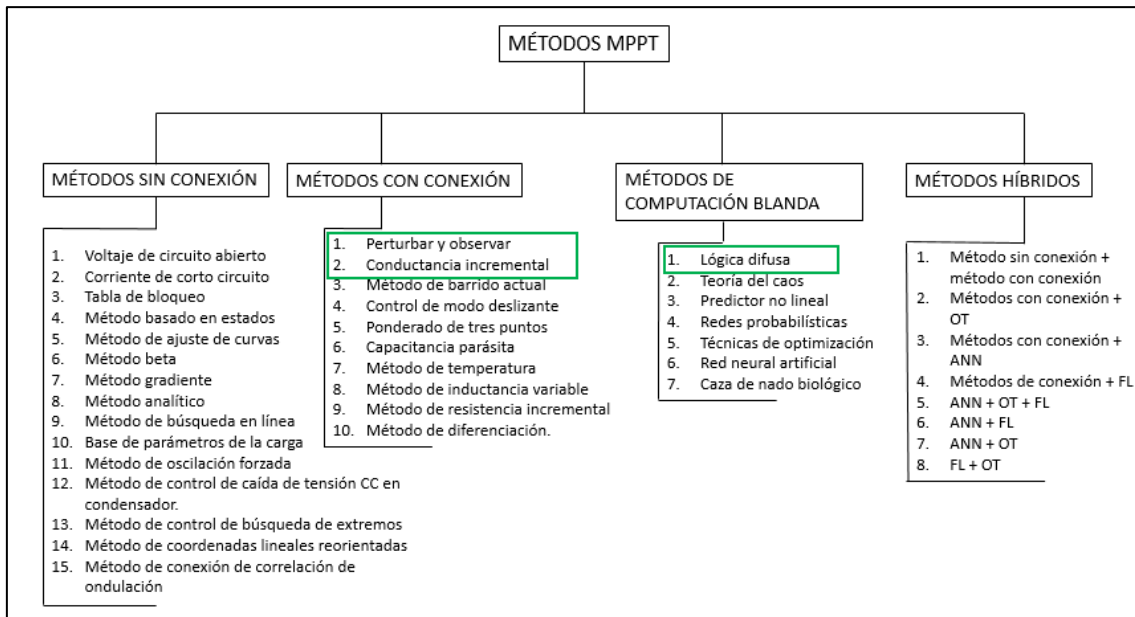 MÉTODOS MPPT
MÉTODOS SIN CONEXIÓN
1. Voltaje de circuito abierto
2. Corriente de corto circuito
3. Tabla de bloqueo
4. Método basado en estados
5. Método de ajuste de curvas
6. Método beta
7. Método gradiente
8. Método analítico
9. Método de búsqueda en línea
10. Base de parámetros de la carga
11. Método de oscilación forzada
12. Método de control de caída de tensión CC en
condensador.
13. Método de control de búsqueda de extremos
14. Método de coordenadas lineales reorientadas
15. Método de conexión de correlación de
ondulación
MÉTODOS CON CONEXIÓN
1. Perturbar y observar
2. Conductancia incremental
3. Método de barrido actual
4. Control de modo deslizante
5. Ponderado de tres puntos
6. Capacitancia parásita
7. Método de temperatura
8. Método de inductancia variable
9. Método de resistencia incremental
10. Método de diferenciación.
MÉTODOS DE
COMPUTACIÓN BLANDA
1. Lógica difusa
2. Teoría del caos
3. Predictor no lineal
4. Redes probabilísticas
5. Técnicas de optimización
6. Red neural artificial
7. Caza de nado biológico
MÉTODOS HÍBRIDOS
1. Método sin conexión +
método con conexión
2. Métodos con conexión +
OT
3. Métodos con conexión +
ANN
4. Métodos de conexión + FL
5. ANN + OT + FL
6. ANN + FL
7. ANN + OT
8. FL + OT